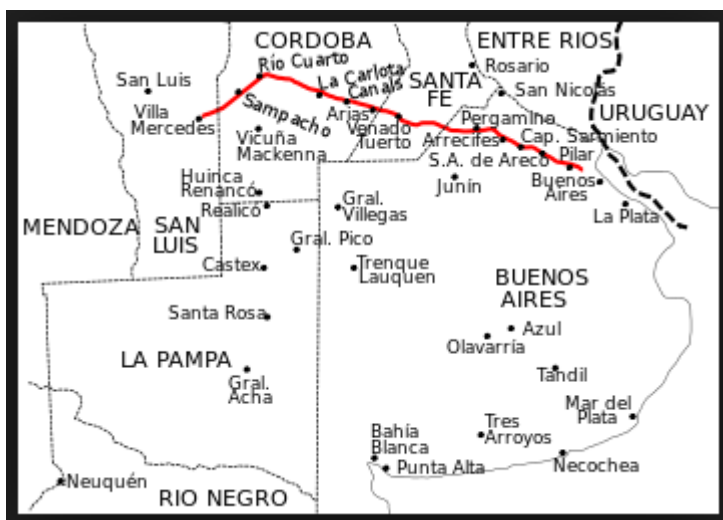 CORDOBA
ENTRE RIOS
Río Cuarto
Rosario
San Luis
La Carlota
SANTA
FE
Canals
San Nicolás
Villa
Mercedes
Sampacho
Arias
Venado
Tuerto
Pergamino
URUGUAY
Arrecifes
Cap. Sarmiento
Vicuña
Mackenna
S.A. de Areco
Pilar
Junín
Buenos
Aires
Huinca
Renancó
Realicó
Gral.
Villegas
La Plata
MENDOZA
SAN
LUIS
Gral. Pico
Castex
Trenque
Lauquen
BUENOS
AIRES
Santa Rosa
Azul
Olavarría
LA PAMPA
Gral.
Acha
Tandil
Mar del
Plata
Tres
Arroyos
Bahía
Blanca
Punta Alta
Necochea
Neuquén
RIO NEGRO